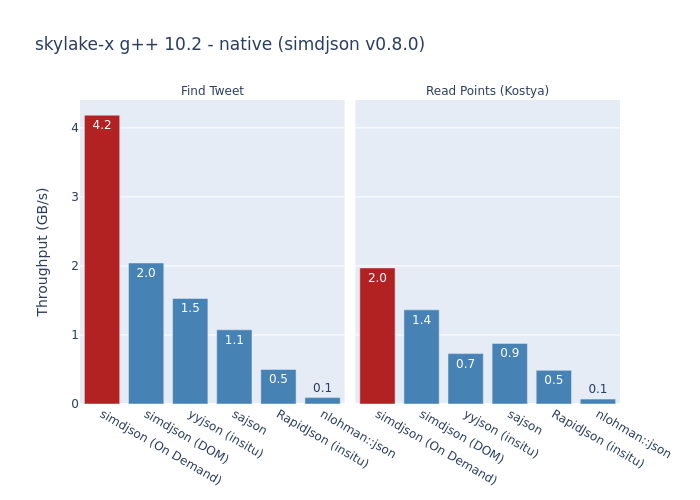 skylake-x g++ 10.2 - native (simdjson v0.8.0)
Find Tweet
Read Points (Kostya)
Throughput (GB/s)
4
3
2
1
0
4.2
2.0
1.5
1.1
0.5
0.1
2.0
1.4
0.7
0.9
0.5
0.1
simdjson (On Demand)
simdjson (DOM)
yyjson (insitu)
sajson
RapidJson (insitu)
nlohman::json
simdjson (On Demand)
simdjson (DOM)
yyjson (insitu)
sajson
RapidJson (insitu)
nlohman::json